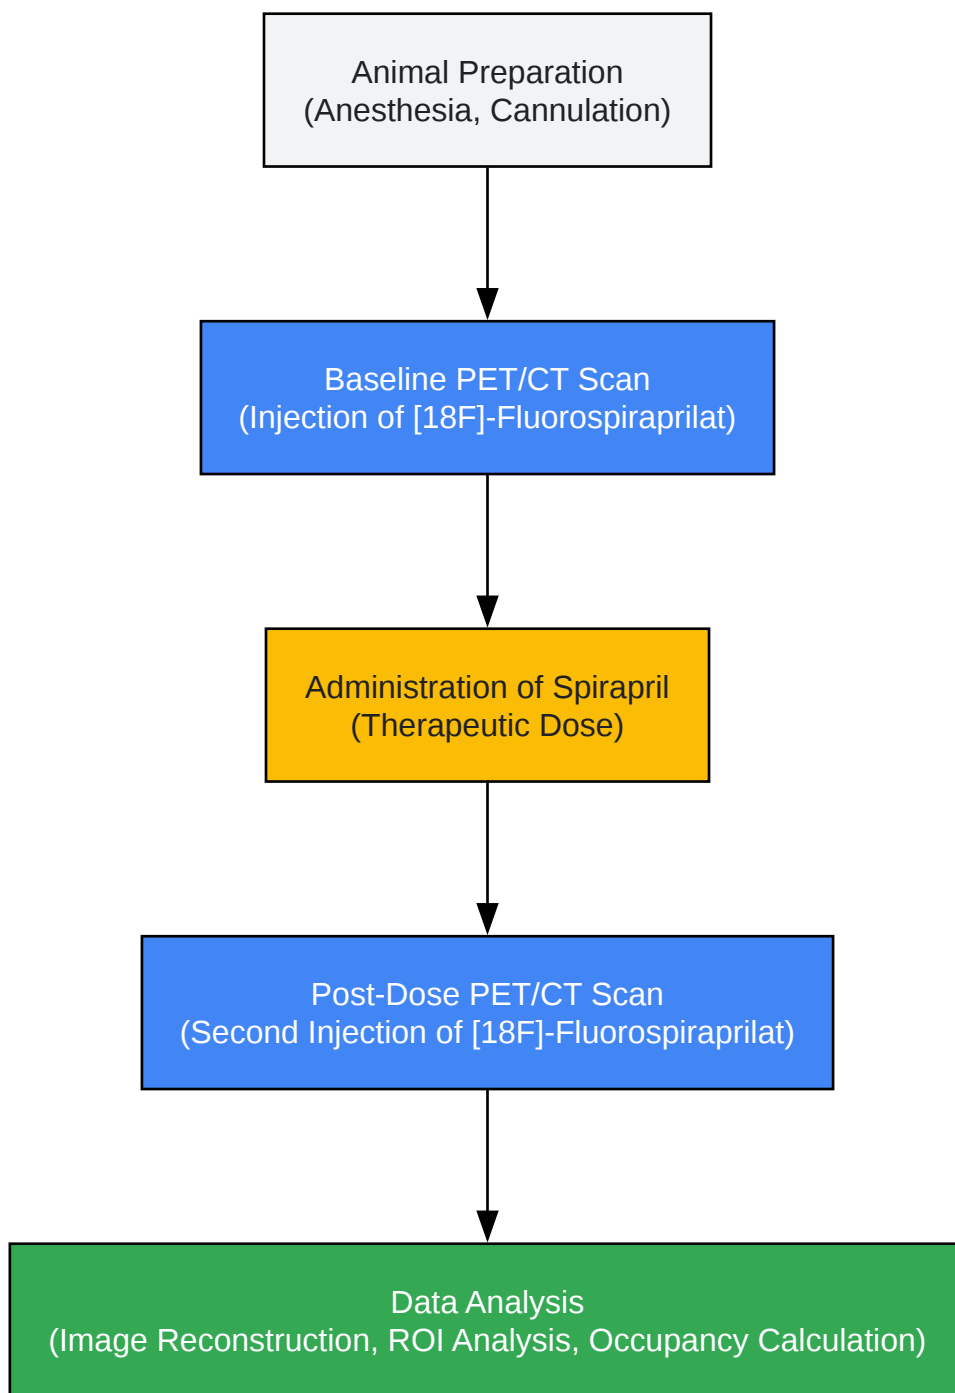 Animal Preparation
(Anesthesia, Cannulation)
Baseline PET/CT Scan
(Injection of [18F]-Fluorospiraprilat)
Administration of Spirapril
(Therapeutic Dose)
Post-Dose PET/CT Scan
(Second Injection of [18F]-Fluorospiraprilat)
Data Analysis
(Image Reconstruction, ROI Analysis, Occupancy Calculation)